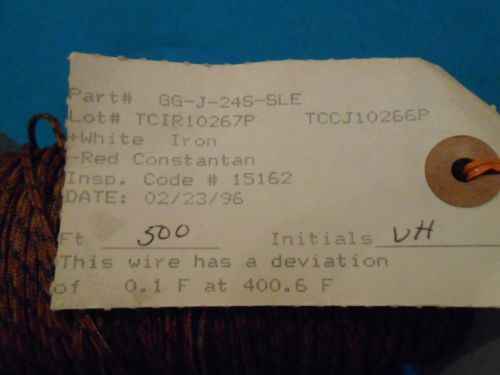 Part# GG-J-24S-SLE
Lot# TCIR10267P TCCJ10266P
+White Iron
-Red Constantan
Insp. Code # 15162
DATE: 02/23/96
Ft 500 Initials VH
This wire has a deviation
of 0.1 F at 400.6 F